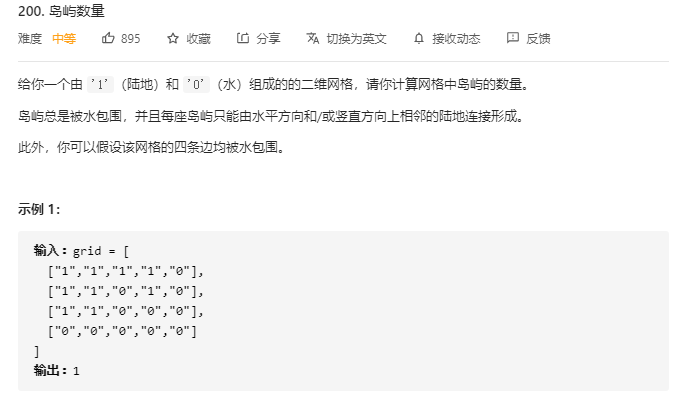 200. 岛屿数量
难度 中等 895 收藏 分享 切换为英文 接收动态 反馈
给你一个由 '1'（陆地）和 '0'（水）组成的的二维网格，请你计算网格中岛屿的数量。
岛屿总是被水包围，并且每座岛屿只能由水平方向和/或竖直方向上相邻的陆地连接形成。
此外，你可以假设该网格的四条边均被水包围。
示例 1：
输入：grid = [
["1","1","1","1","0"],
["1","1","0","1","0"],
["1","1","0","0","0"],
["0","0","0","0","0"]
]
输出：1